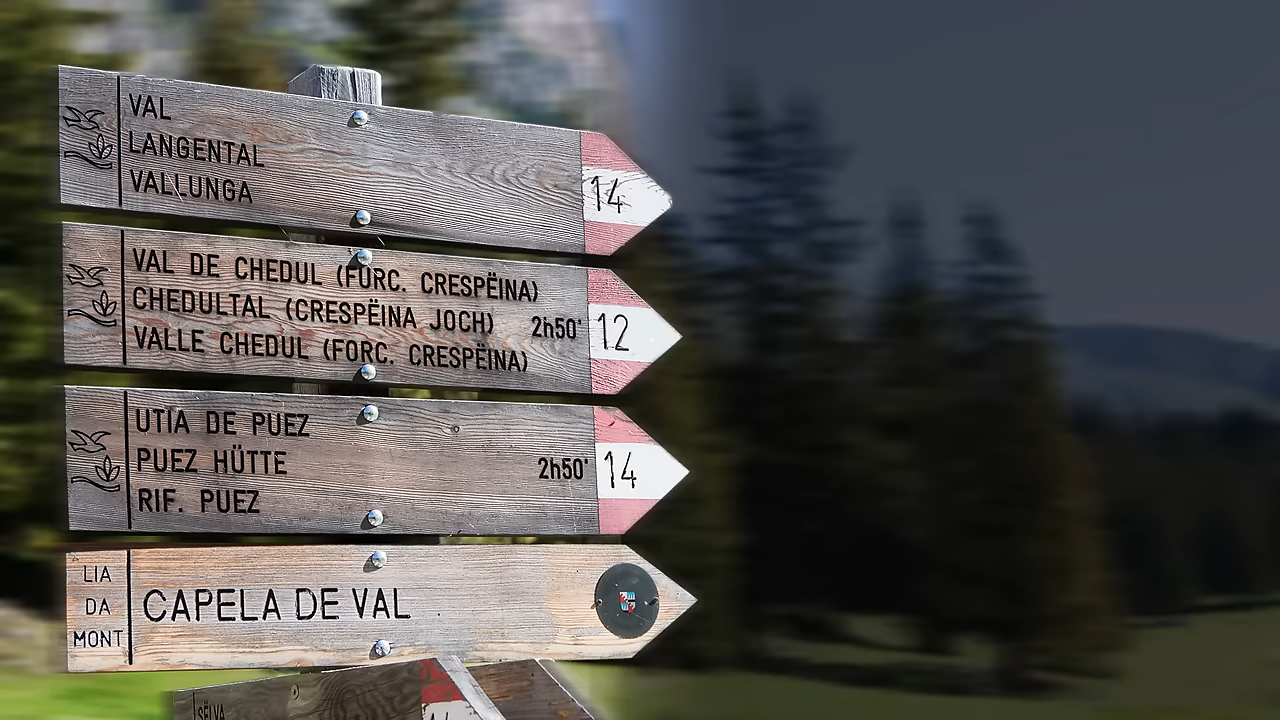 VAL
LANGENTAL
VALLUNGA
14
VAL DE CHEDUL (FORC. CRESPËINA)
CHEDULTAL (CRESPËINA JOCH) 2h50'
VALLE CHEDUL (FORC. CRESPËINA)
12
UTIA DE PUEZ
PUEZ HÜTTE 2h50'
RIF. PUEZ
14
LIA
DA
MONT
CAPELA DE VAL
SËLVA